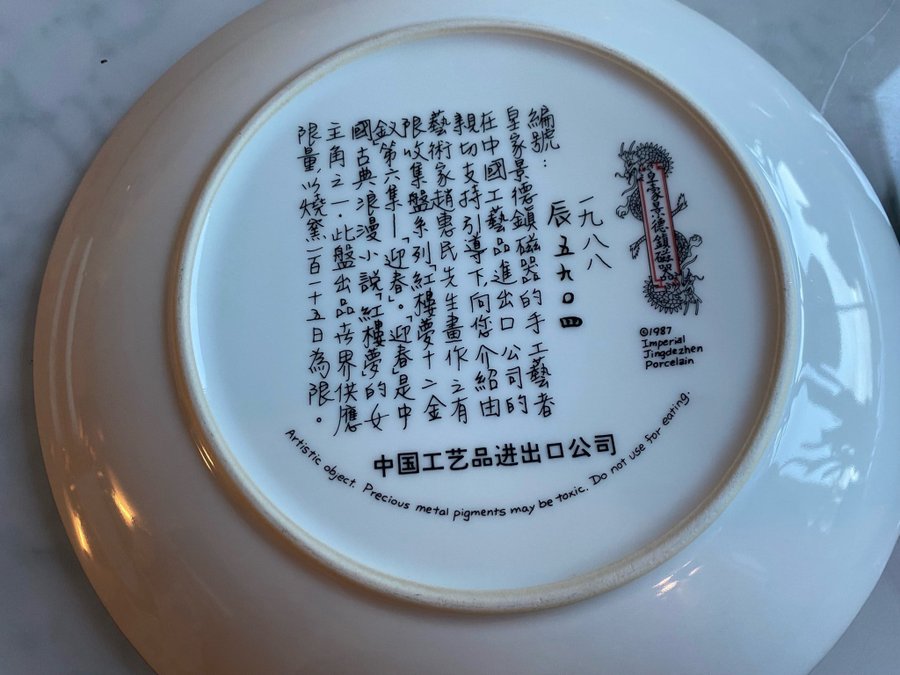 皇家景德鎮磁器
©1987
Imperial
Jingdezhen
Porcelain
編號：
一九八八
辰五九〇四
皇家景德鎮磁器的手工藝者
在中國工藝品進出口公司的
親切支持引導下,向您介紹由
藝術家趙惠民先生畫作之有
限收集盤系列紅樓夢十二金
釵第六集—「迎春」。「迎春」是中
國古典浪漫小說「紅樓夢」的女
主角之一.此盤出品世界供應
限量,以燒窯一百一十五日為限。
中国工艺品进出口公司
Artistic object. Precious metal pigments may be toxic. Do not use for eating.